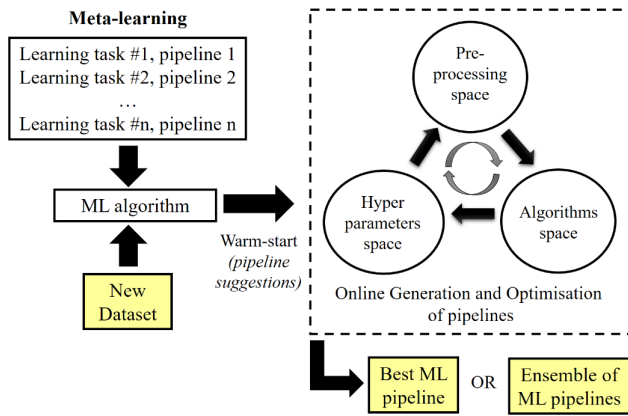 Meta-learning
Learning task #1, pipeline 1
Learning task #2, pipeline 2
...
Learning task #n, pipeline n
ML algorithm
New
Dataset
Warm-start
(pipeline
suggestions)
Pre-
processing
space
Hyper
parameters
space
Algorithms
space
Online Generation and Optimisation
of pipelines
Best ML
pipeline
OR
Ensemble of
ML pipelines